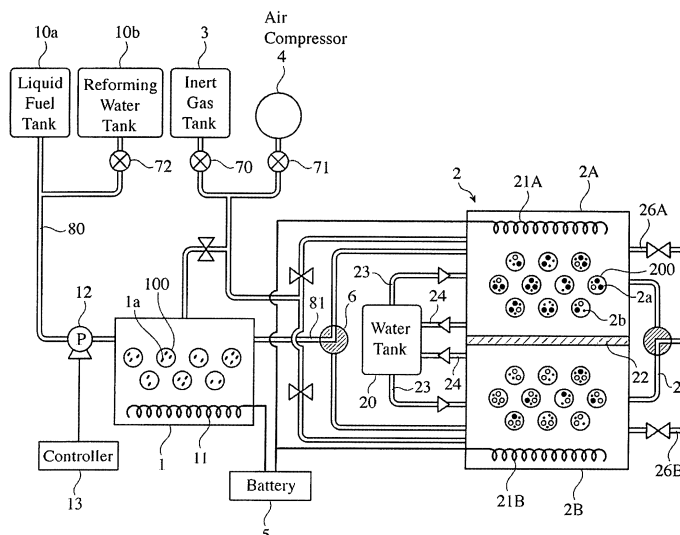 Air
Compressor
10a
10b
3
4
Liquid
Fuel
Tank
Reforming
Water
Tank
Inert
Gas
Tank
72
70
71
2
21A
2A
26A
80
23
200
12
1a
100
81
6
24
2a
P
Water
Tank
2b
22
20
23
24
2
Controller
1
11
Battery
21B
2B
26B
13
5